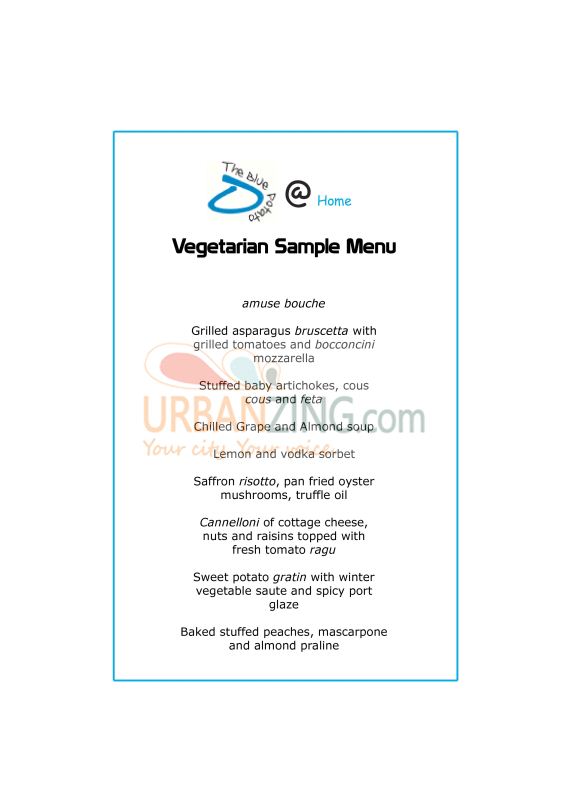 The Blue Potato
@ Home
Vegetarian Sample Menu
amuse bouche
Grilled asparagus bruscetta with
grilled tomatoes and bocconcini
mozzarella
Stuffed baby artichokes, cous
cous and feta
URBANZING.com
Chilled Grape and Almond soup
Your city. Your voice.
Lemon and vodka sorbet
Saffron risotto, pan fried oyster
mushrooms, truffle oil
Cannelloni of cottage cheese,
nuts and raisins topped with
fresh tomato ragu
Sweet potato gratin with winter
vegetable saute and spicy port
glaze
Baked stuffed peaches, mascarpone
and almond praline